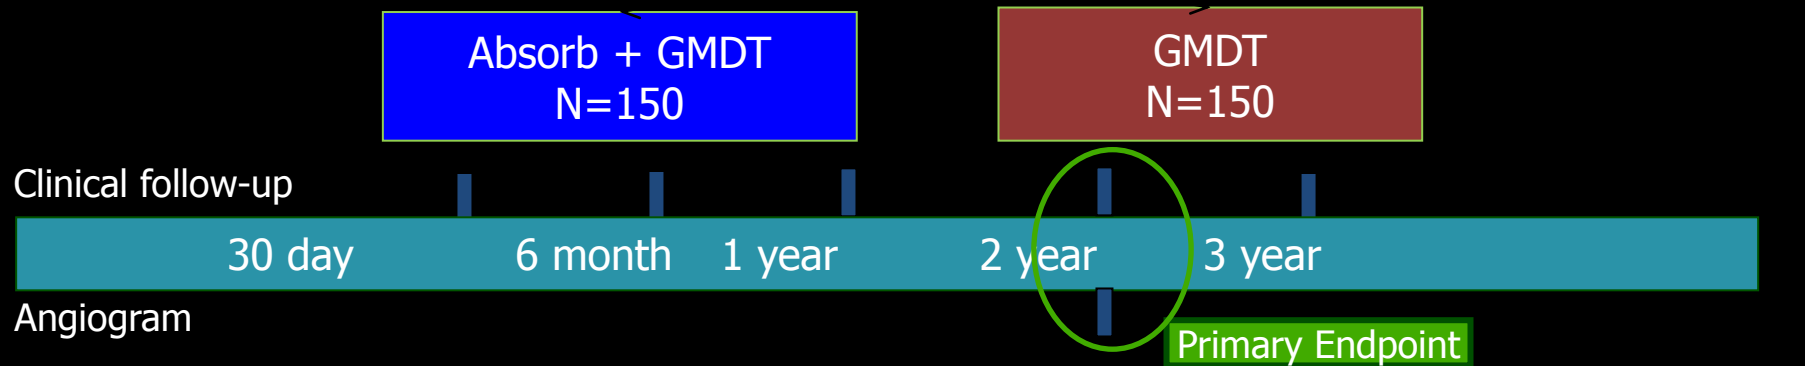 Absorb + GMDT
N=150
GMDT
N=150
Clinical follow-up
30 day 6 month 1 year 2 year 3 year
Angiogram
Primary Endpoint